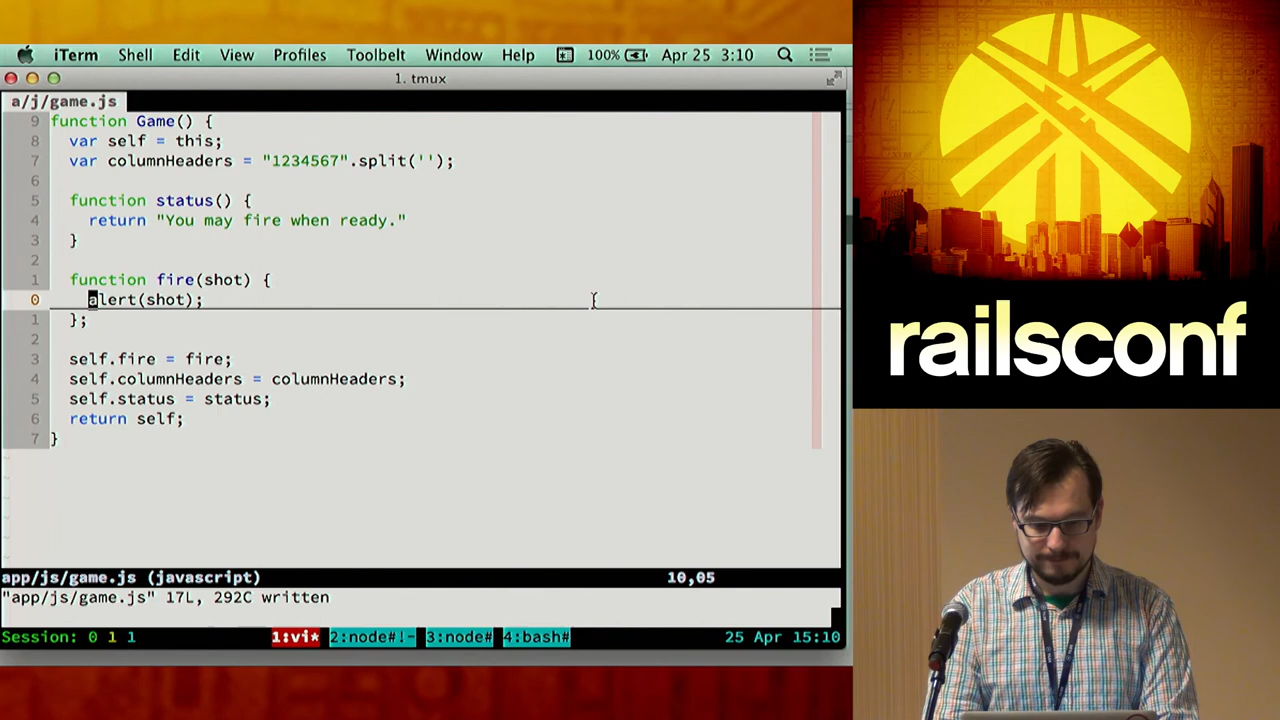 iTerm Shell Edit View Profiles Toolbelt Window Help 100% Apr 25 3:10
1. tmux
a/j/game.js
9 function Game() {
8 var self = this;
7 var columnHeaders = "1234567".split('');
6
5 function status() {
4 return "You may fire when ready."
3 }
2
1 function fire(shot) {
0 alert(shot);
1 };
2
3 self.fire = fire;
4 self.columnHeaders = columnHeaders;
5 self.status = status;
6 return self;
7 }
~
~
~
~
~
~
app/js/game.js (javascript) 10,05
"app/js/game.js" 17L, 292C written
Session: 0 1 1 1:vi* 2:node#!- 3:node# 4:bash# 25 Apr 15:10
railsconf